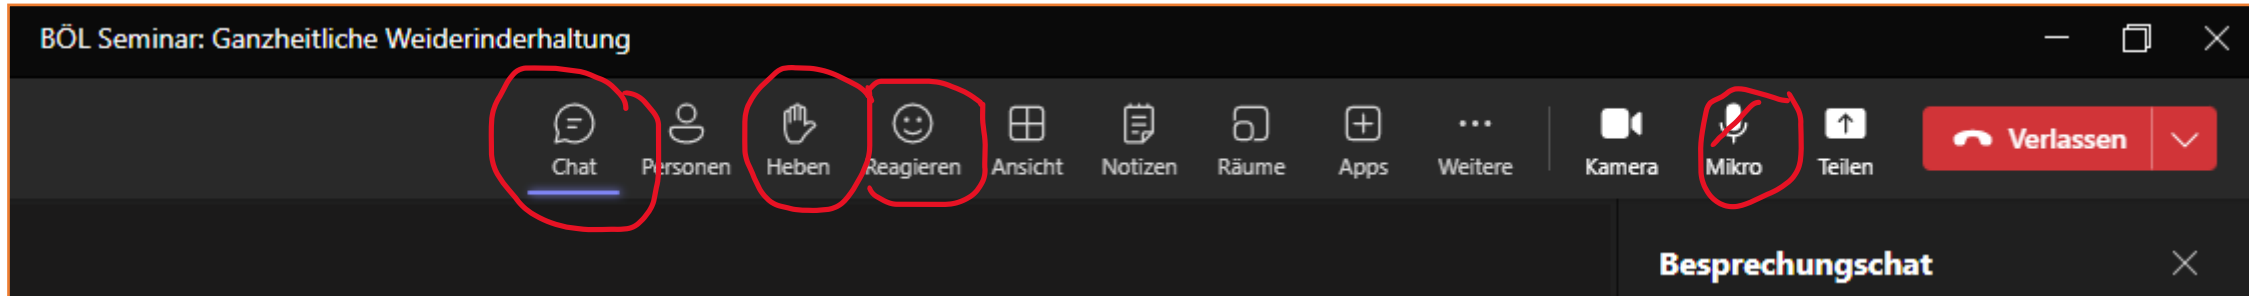 BÖL Seminar: Ganzheitliche Weiderinderhaltung
Chat Personen Heben Reagieren Ansicht Notizen Räume Apps Weitere Kamera Mikro Teilen Verlassen
Besprechungschat